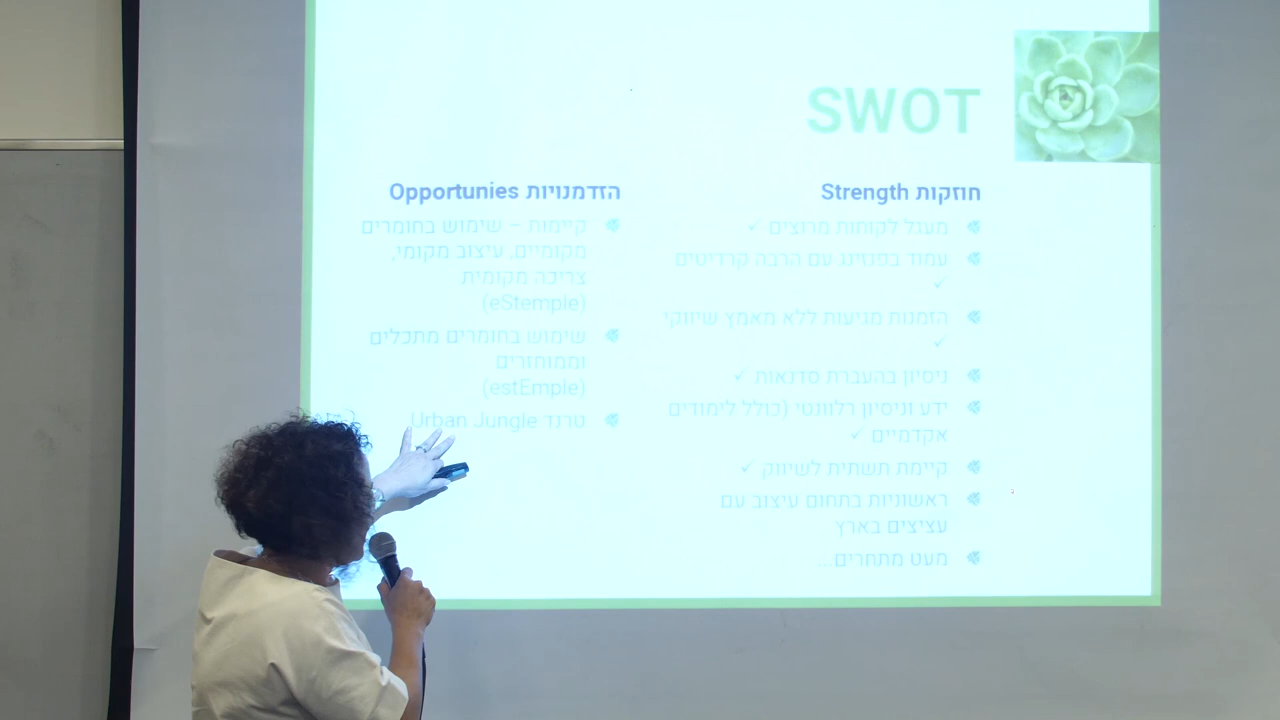 SWOT
חוזקות Strength
מעגל לקוחות מרוצים ✓
עמוד בפנזינג עם הרבה קרדיטים
✓
הזמנות מגיעות ללא מאמץ שיווקי
✓
ניסיון בהעברת סדנאות ✓
ידע וניסיון רלוונטי (כולל לימודים
אקדמיים ✓
קיימת תשתית לשיווק ✓
ראשוניות בתחום עיצוב עם
עציצים בארץ
מעט מתחרים...
הזדמנויות Opportunies
קיימות – שימוש בחומרים
מקומיים, עיצוב מקומי,
צריכה מקומית
(eStemple)
שימוש בחומרים מתכלים
וממוחזרים
(estEmple)
טרנד Urban Jungle